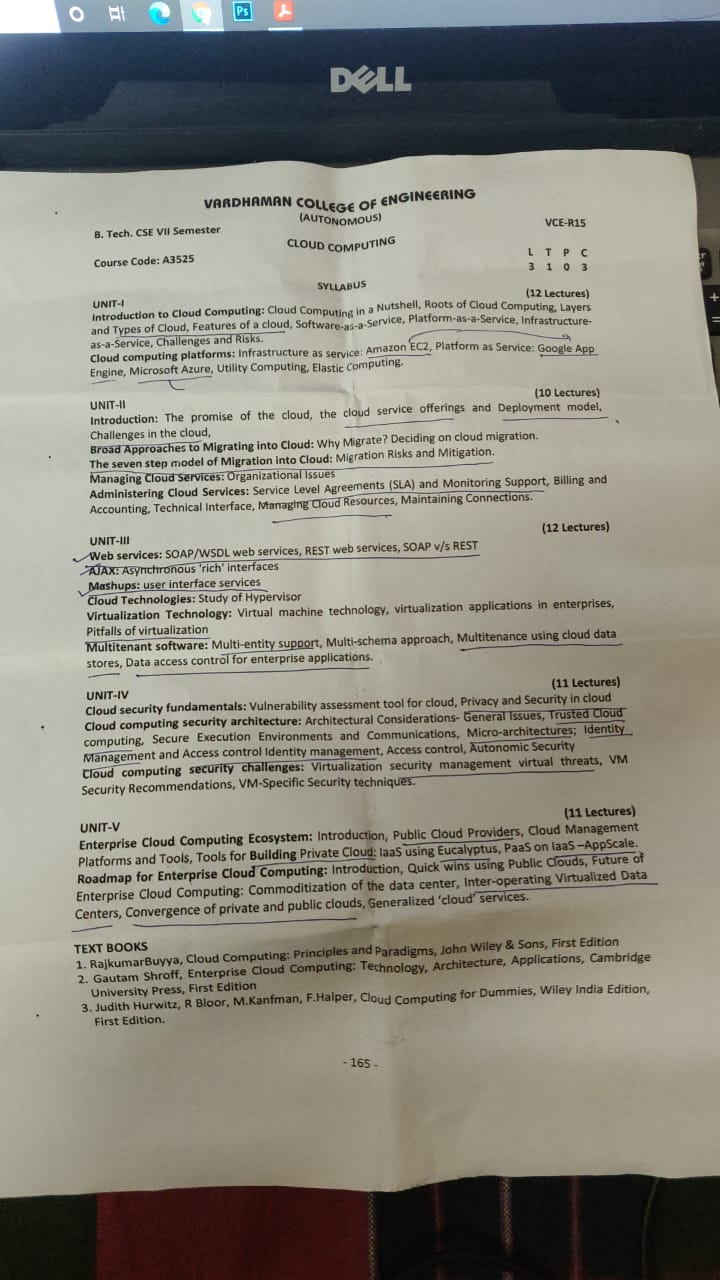 Ps
DELL
VARDHAMAN COLLEGE OF ENGINEERING
(AUTONOMOUS)
VCE-R15
B. Tech. CSE VII Semester
CLOUD COMPUTING
Course Code: A3525
L T P C
3 1 0 3
SYLLABUS
(12 Lectures)
UNIT-I
Introduction to Cloud Computing: Cloud Computing in a Nutshell, Roots of Cloud Computing, Layers
and Types of Cloud, Features of a cloud, Software-as-a-Service, Platform-as-a-Service, Infrastructure-
as-a-Service, Challenges and Risks.
Cloud computing platforms: Infrastructure as service: Amazon EC2, Platform as Service: Google App
Engine, Microsoft Azure, Utility Computing, Elastic Computing.
(10 Lectures)
UNIT-II
Introduction: The promise of the cloud, the cloud service offerings and Deployment model,
Challenges in the cloud,
Broad Approaches to Migrating into Cloud: Why Migrate? Deciding on cloud migration.
The seven step model of Migration into Cloud: Migration Risks and Mitigation.
Managing Cloud Services: Organizational Issues
Administering Cloud Services: Service Level Agreements (SLA) and Monitoring Support, Billing and
Accounting, Technical Interface, Managing Cloud Resources, Maintaining Connections.
(12 Lectures)
UNIT-III
Web services: SOAP/WSDL web services, REST web services, SOAP v/s REST
AJAX: Asynchronous 'rich' interfaces
Mashups: user interface services
Cloud Technologies: Study of Hypervisor
Virtualization Technology: Virtual machine technology, virtualization applications in enterprises,
Pitfalls of virtualization
Multitenant software: Multi-entity support, Multi-schema approach, Multitenance using cloud data
stores, Data access control for enterprise applications.
(11 Lectures)
UNIT-IV
Cloud security fundamentals: Vulnerability assessment tool for cloud, Privacy and Security in cloud
Cloud computing security architecture: Architectural Considerations- General Issues, Trusted Cloud
computing, Secure Execution Environments and Communications, Micro-architectures; Identity
Management and Access control Identity management, Access control, Autonomic Security
Cloud computing security challenges: Virtualization security management virtual threats, VM
Security Recommendations, VM-Specific Security techniques.
(11 Lectures)
UNIT-V
Enterprise Cloud Computing Ecosystem: Introduction, Public Cloud Providers, Cloud Management
Platforms and Tools, Tools for Building Private Cloud: IaaS using Eucalyptus, PaaS on IaaS –AppScale.
Roadmap for Enterprise Cloud Computing: Introduction, Quick wins using Public Clouds, Future of
Enterprise Cloud Computing: Commoditization of the data center, Inter-operating Virtualized Data
Centers, Convergence of private and public clouds, Generalized 'cloud' services.
TEXT BOOKS
1. RajkumarBuyya, Cloud Computing: Principles and Paradigms, John Wiley & Sons, First Edition
2. Gautam Shroff, Enterprise Cloud Computing: Technology, Architecture, Applications, Cambridge
University Press, First Edition
3. Judith Hurwitz, R Bloor, M.Kanfman, F.Halper, Cloud Computing for Dummies, Wiley India Edition,
First Edition.
- 165 -